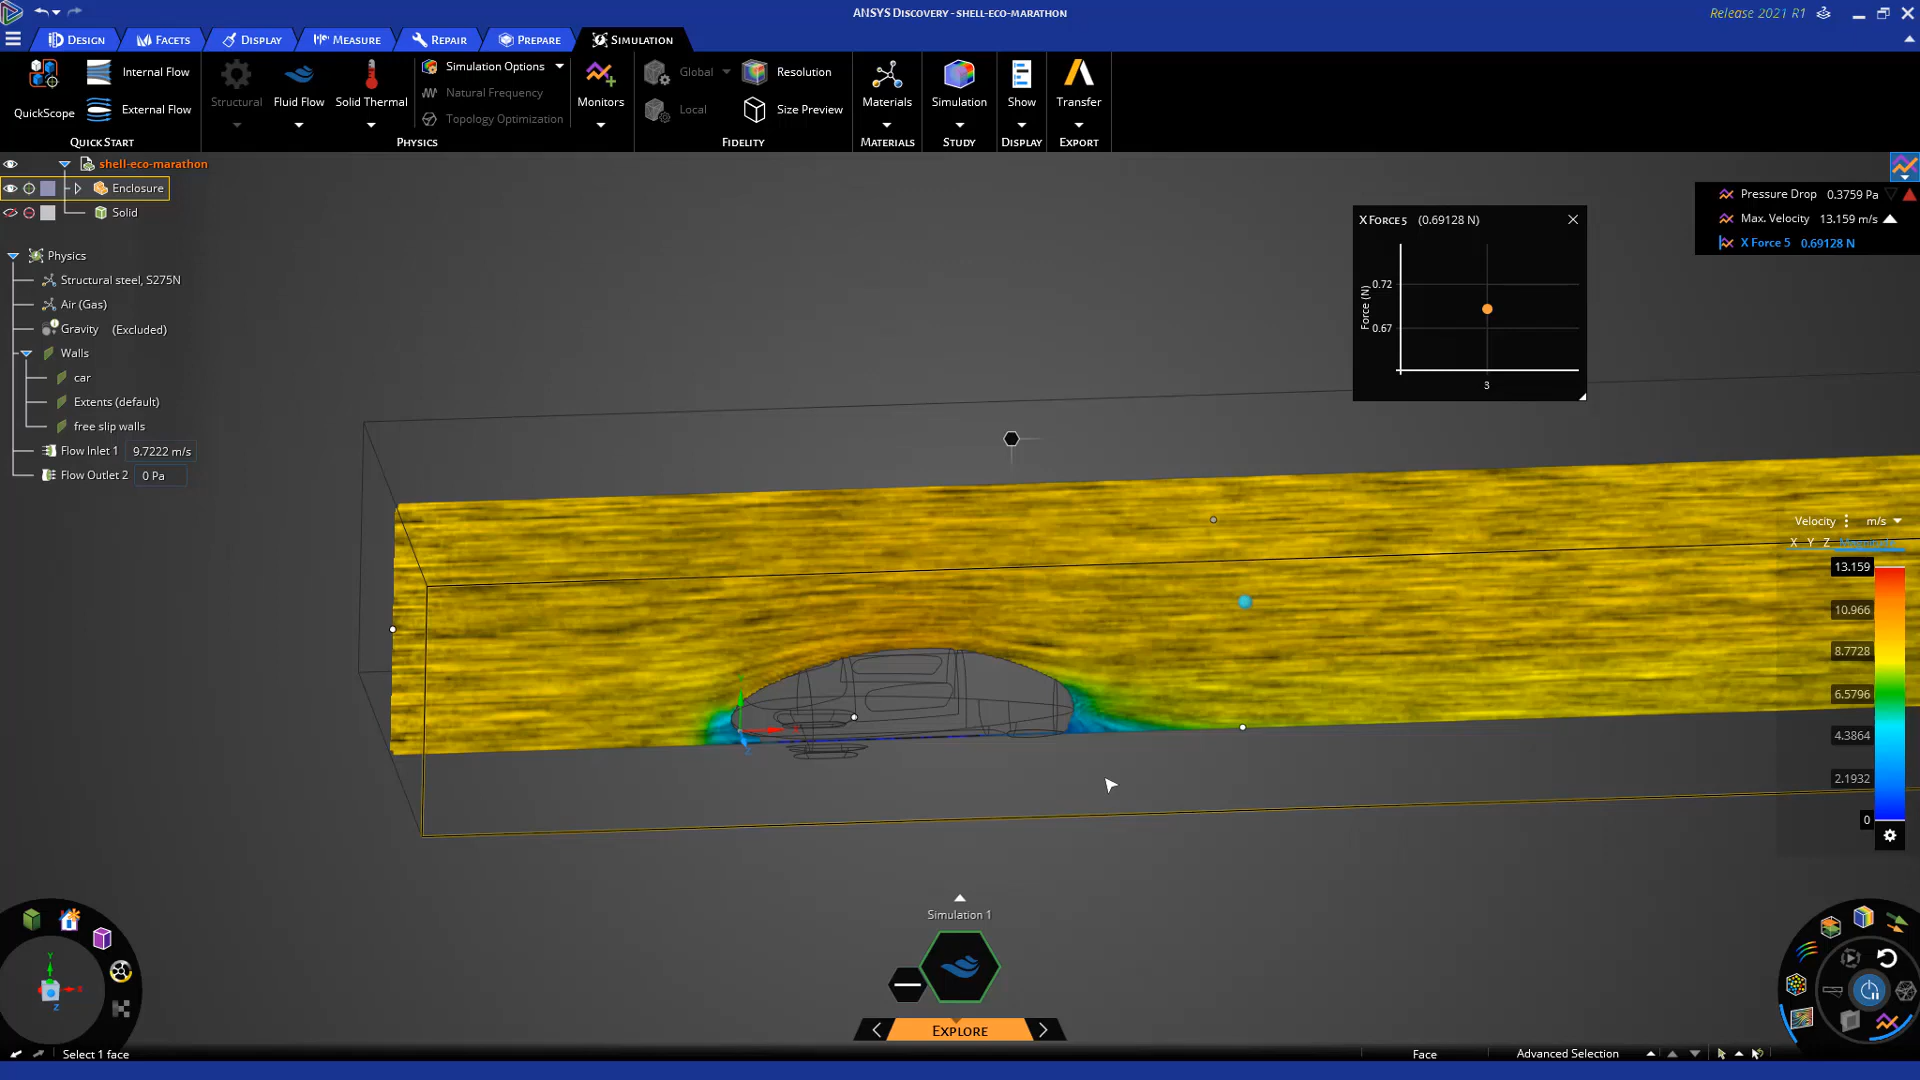 ANSYS Discovery - shell-eco-marathon
Release 2021 R1
Design
Facets
Display
Measure
Repair
Prepare
Simulation
QuickScope
Internal Flow
External Flow
Quick Start
Structural
Fluid Flow
Solid Thermal
Simulation Options
Natural Frequency
Topology Optimization
Physics
Monitors
Global
Local
Resolution
Size Preview
Fidelity
Materials
Materials
Simulation
Study
Show
Display
Transfer
Export
shell-eco-marathon
Enclosure
Solid
Physics
Structural steel, S275N
Air (Gas)
Gravity (Excluded)
Walls
car
Extents (default)
free slip walls
Flow Inlet 1 9.7222 m/s
Flow Outlet 2 0 Pa
X Force 5 (0.69128 N)
Force (N)
0.72
0.67
3
Pressure Drop 0.3759 Pa
Max. Velocity 13.159 m/s
X Force 5 0.69128 N
Velocity m/s
X Y Z Magnitude
13.159
10.966
8.7728
6.5796
4.3864
2.1932
0
X
Z
Simulation 1
Explore
Y
X
Z
Select 1 face
Face
Advanced Selection